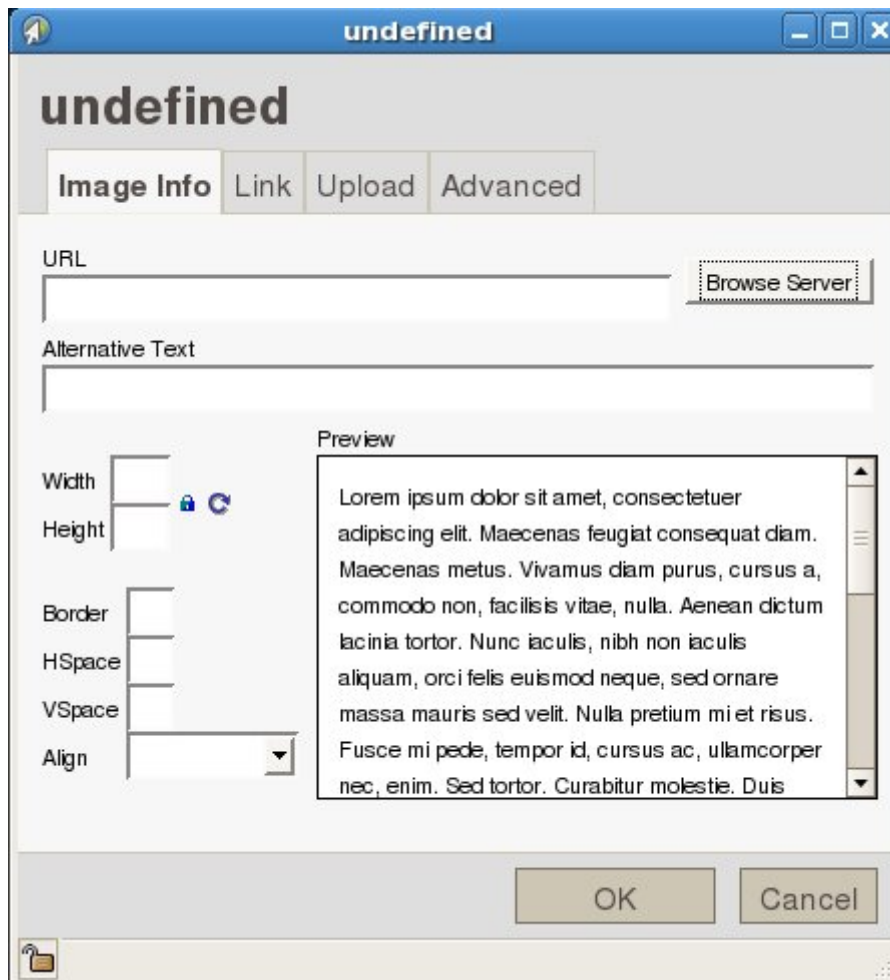 undefined
undefined
Image Info Link Upload Advanced
URL
Browse Server
Alternative Text
Width
Height
Border
HSpace
VSpace
Align
Preview
Lorem ipsum dolor sit amet, consectetuer
adipiscing elit. Maecenas feugiat consequat diam.
Maecenas metus. Vivamus diam purus, cursus a,
commodo non, facilisis vitae, nulla. Aenean dictum
lacinia tortor. Nunc iaculis, nibh non iaculis
aliquam, orci felis euismod neque, sed ornare
massa mauris sed velit. Nulla pretium mi et risus.
Fusce mi pede, tempor id, cursus ac, ullamcorper
nec, enim. Sed tortor. Curabitur molestie. Duis
OK Cancel